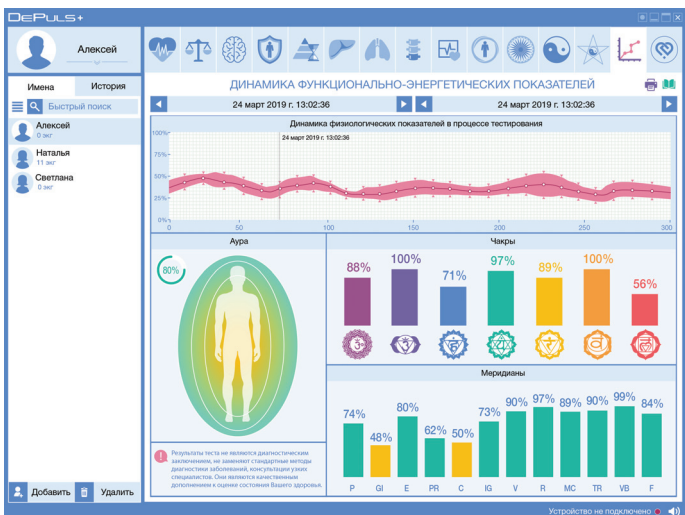 DePuls+
Алексей
Имена
История
Быстрый поиск
Алексей
0 экг
Наталья
11 экг
Светлана
0 экг
Добавить
Удалить
ДИНАМИКА ФУНКЦИОНАЛЬНО-ЭНЕРГЕТИЧЕСКИХ ПОКАЗАТЕЛЕЙ
24 март 2019 г. 13:02:36
24 март 2019 г. 13:02:36
Динамика физиологических показателей в процессе тестирования
24 март 2019 г. 13:02:36
100%
75%
50%
25%
0%
0 50 100 150 200 250 300
Аура
80%
Результаты теста не являются диагностическим
заключением, не заменяют стандартные методы
диагностики заболеваний, консультации узких
специалистов. Они являются качественным
дополнением к оценке состояния Вашего здоровья.
Чакры
88% 100% 71% 97% 89% 100% 56%
Меридианы
74% 48% 80% 62% 50% 73% 90% 97% 89% 90% 99% 84%
P GI E PR C IG V R MC TR VB F
Устройство не подключено